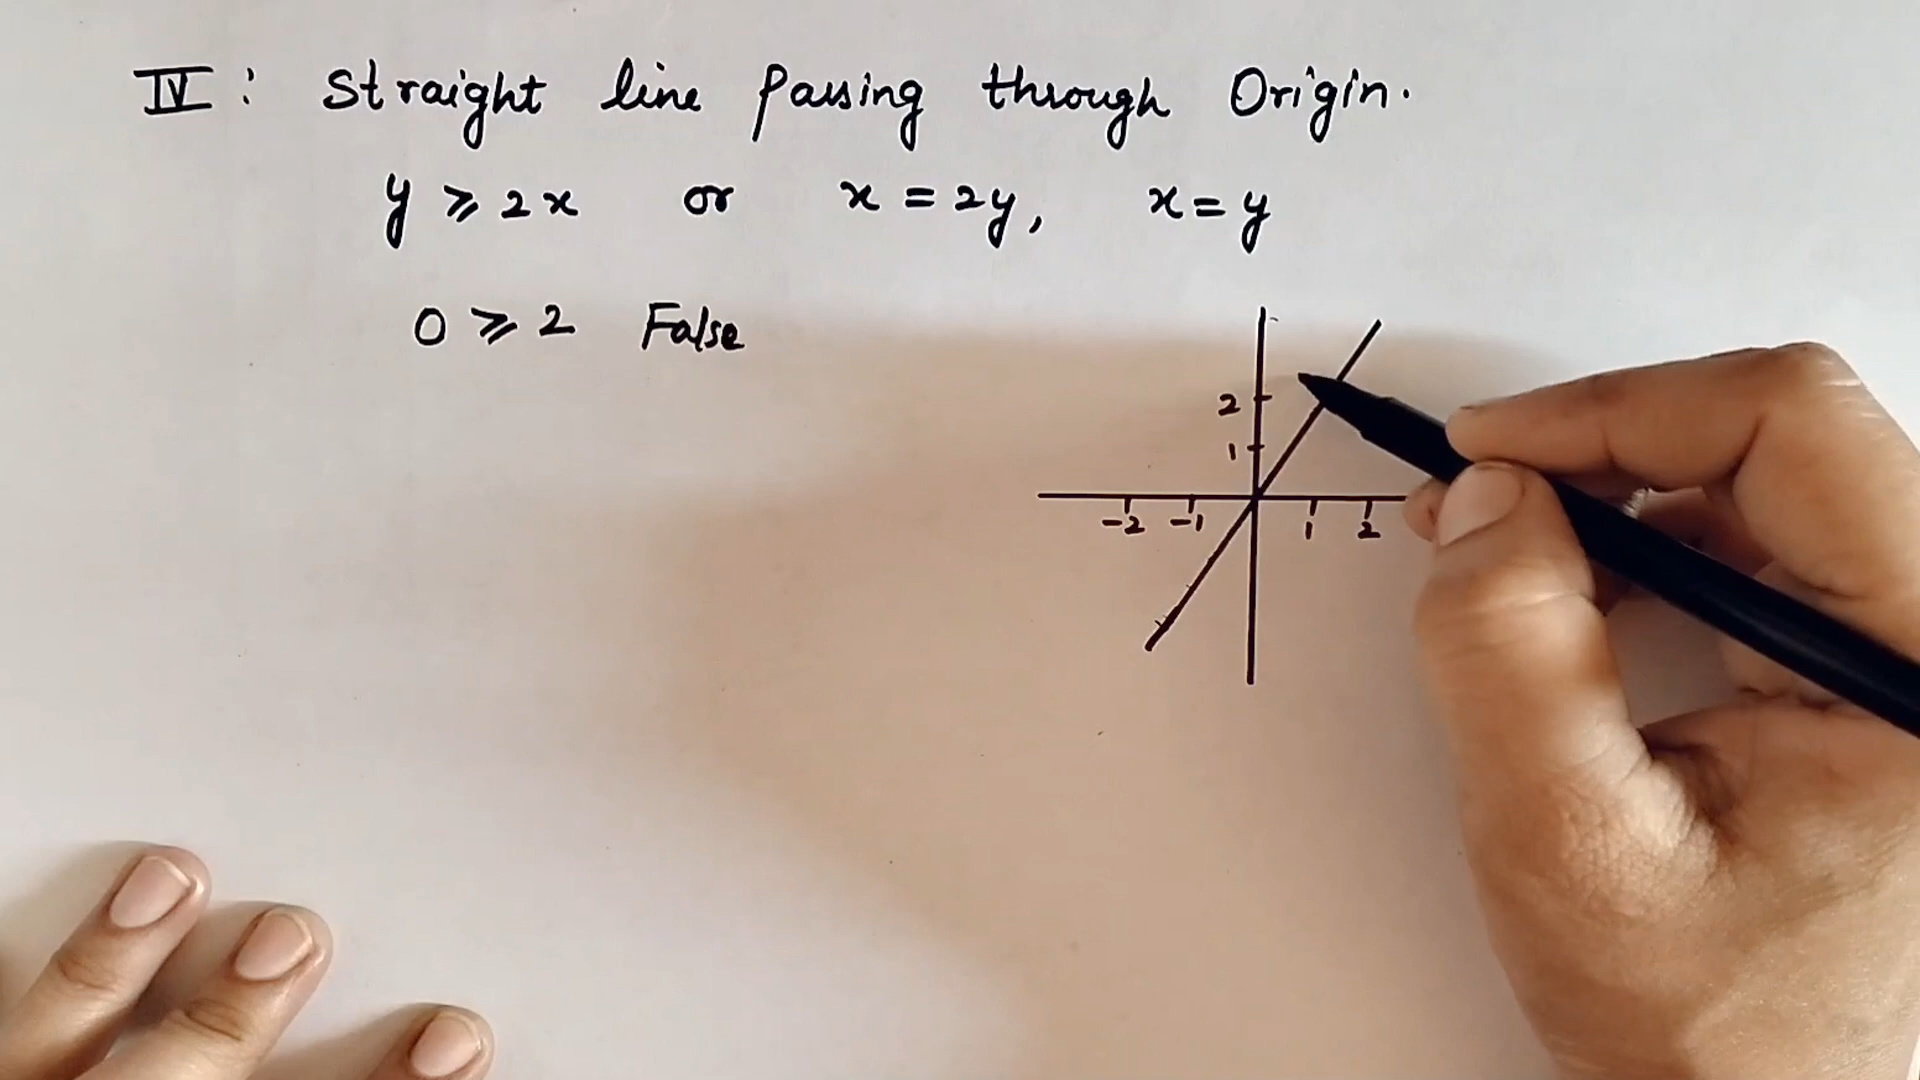 IV : Straight line Passing through Origin.
y ⩾ 2x or x = 2y, x = y
0 ⩾ 2 False
2
1
-2 -1 1 2